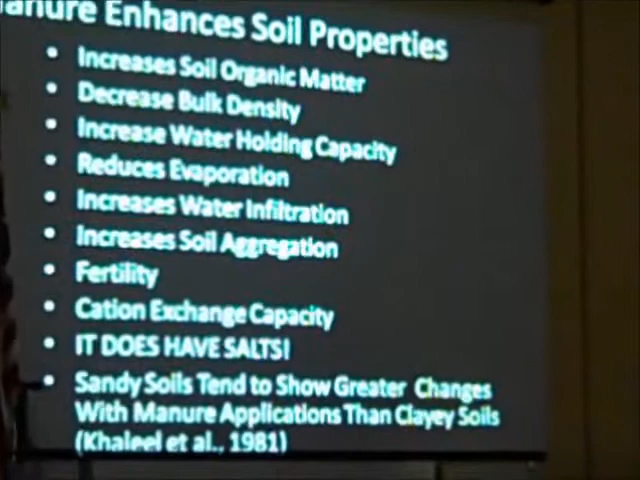 Manure Enhances Soil Properties
• Increases Soil Organic Matter
• Decrease Bulk Density
• Increase Water Holding Capacity
• Reduces Evaporation
• Increases Water Infiltration
• Increases Soil Aggregation
• Fertility
• Cation Exchange Capacity
• IT DOES HAVE SALTS!
• Sandy Soils Tend to Show Greater Changes
With Manure Applications Than Clayey Soils
(Khaleel et al., 1981)